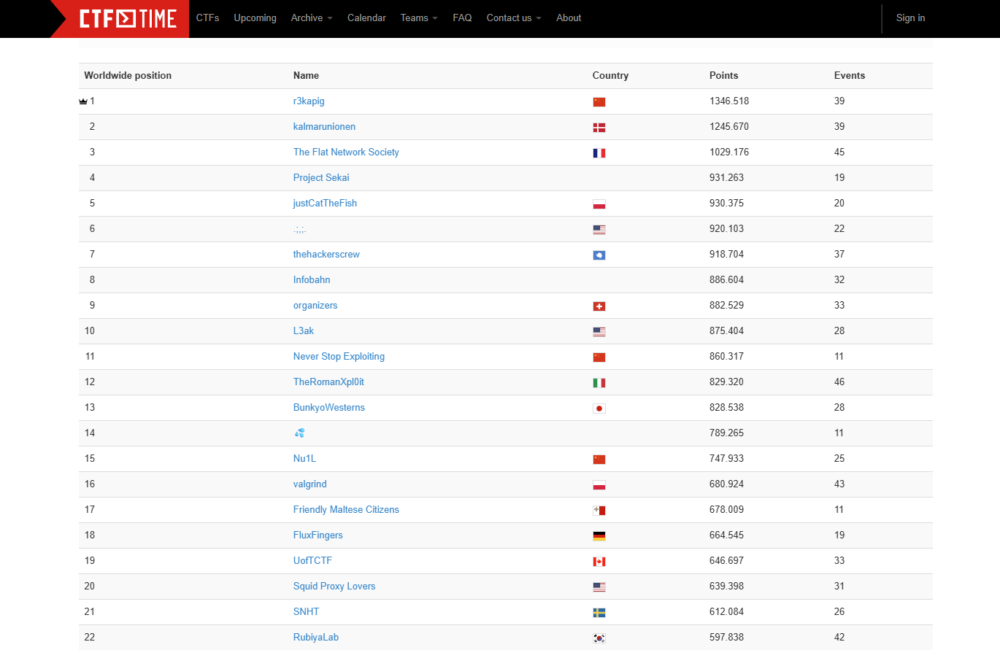 CTF TIME CTFs Upcoming Archive Calendar Teams FAQ Contact us About Sign in
Worldwide position Name Country Points Events
1 r3kapig 1346.518 39
2 kalmarunionen 1245.670 39
3 The Flat Network Society 1029.176 45
4 Project Sekai 931.263 19
5 justCatTheFish 930.375 20
6 .;,;. 920.103 22
7 thehackerscrew 918.704 37
8 Infobahn 886.604 32
9 organizers 882.529 33
10 L3ak 875.404 28
11 Never Stop Exploiting 860.317 11
12 TheRomanXpl0it 829.320 46
13 BunkyoWesterns 828.538 28
14 💦 789.265 11
15 Nu1L 747.933 25
16 valgrind 680.924 43
17 Friendly Maltese Citizens 678.009 11
18 FluxFingers 664.545 19
19 UofTCTF 646.697 33
20 Squid Proxy Lovers 639.398 31
21 SNHT 612.084 26
22 RubiyaLab 597.838 42